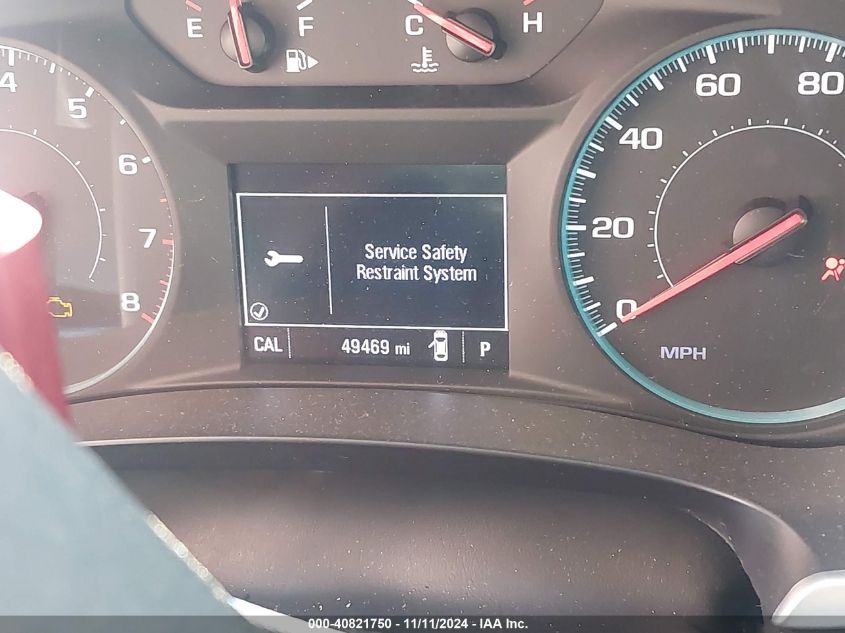 E F C H
4 5 6 7 8
0 20 40 60 80
MPH
Service Safety
Restraint System
CAL 49469 mi P
000-40821750 - 11/11/2024 - IAA Inc.